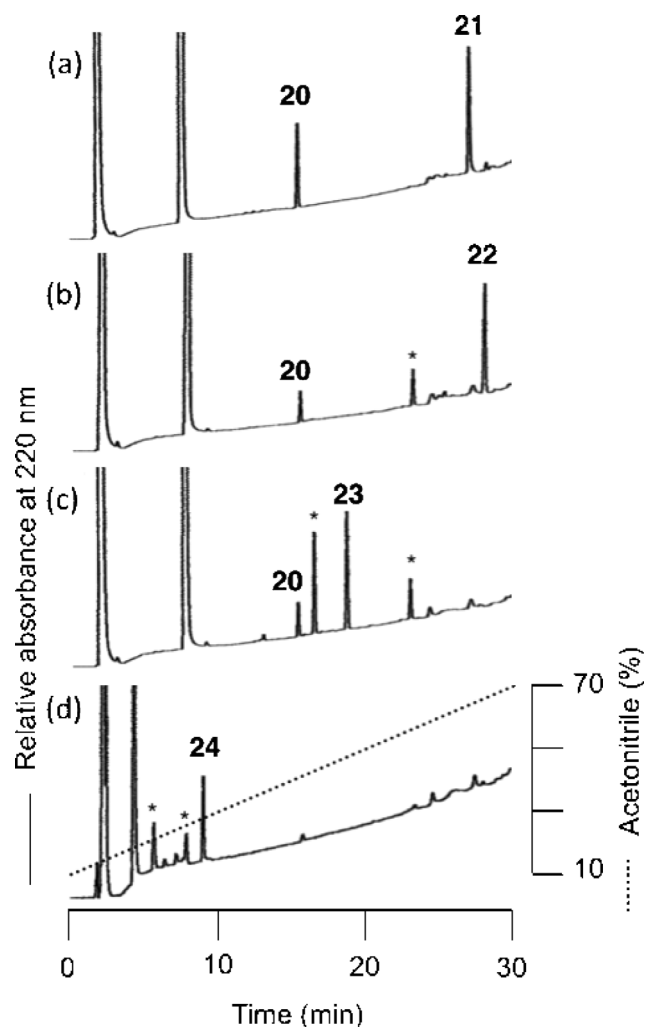 21
(a)
20
22
(b)
*
20
(c)
23
*
*
20
70
(d)
24
*
*
10
0
10
20
30
Time (min)
Relative absorbance at 220 nm
Acetonitrile (%)